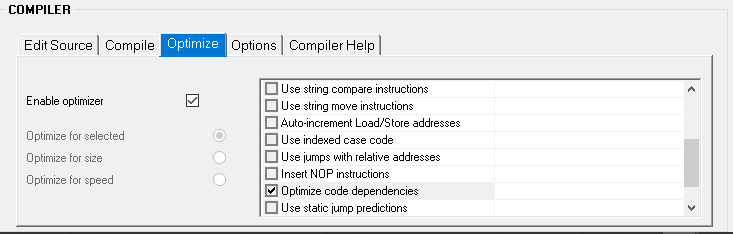 COMPILER
Edit Source Compile Optimize Options Compiler Help
Enable optimizer
Optimize for selected
Optimize for size
Optimize for speed
Use string compare instructions
Use string move instructions
Auto-increment Load/Store addresses
Use indexed case code
Use jumps with relative addresses
Insert NOP instructions
Optimize code dependencies
Use static jump predictions